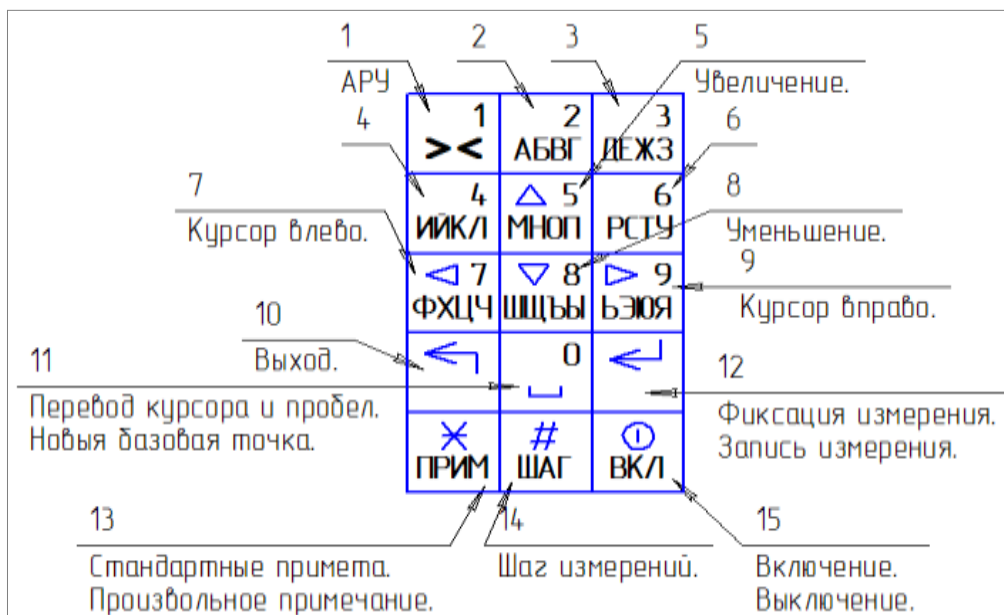 1 2 3 5
АРУ Увеличение.
1 2 3
>< АБВГ ДЕЖЗ
4 6
4 5 6
ИЙКЛ МНОП РСТУ
7 8
Курсор влево. Уменьшение.
7 8 9
ФХЦЧ ШЩЪЫ ЬЭЮЯ
9
Курсор вправо.
10
Выход.
0
11 12
Перевод курсора и пробел.
Новыя базовая точка.
Фиксация измерения.
Запись измерения.
* # 
ПРИМ ШАГ ВКЛ
13 14 15
Стандартные примета.
Произвольное примечание.
Шаг измерений.
Включение.
Выключение.